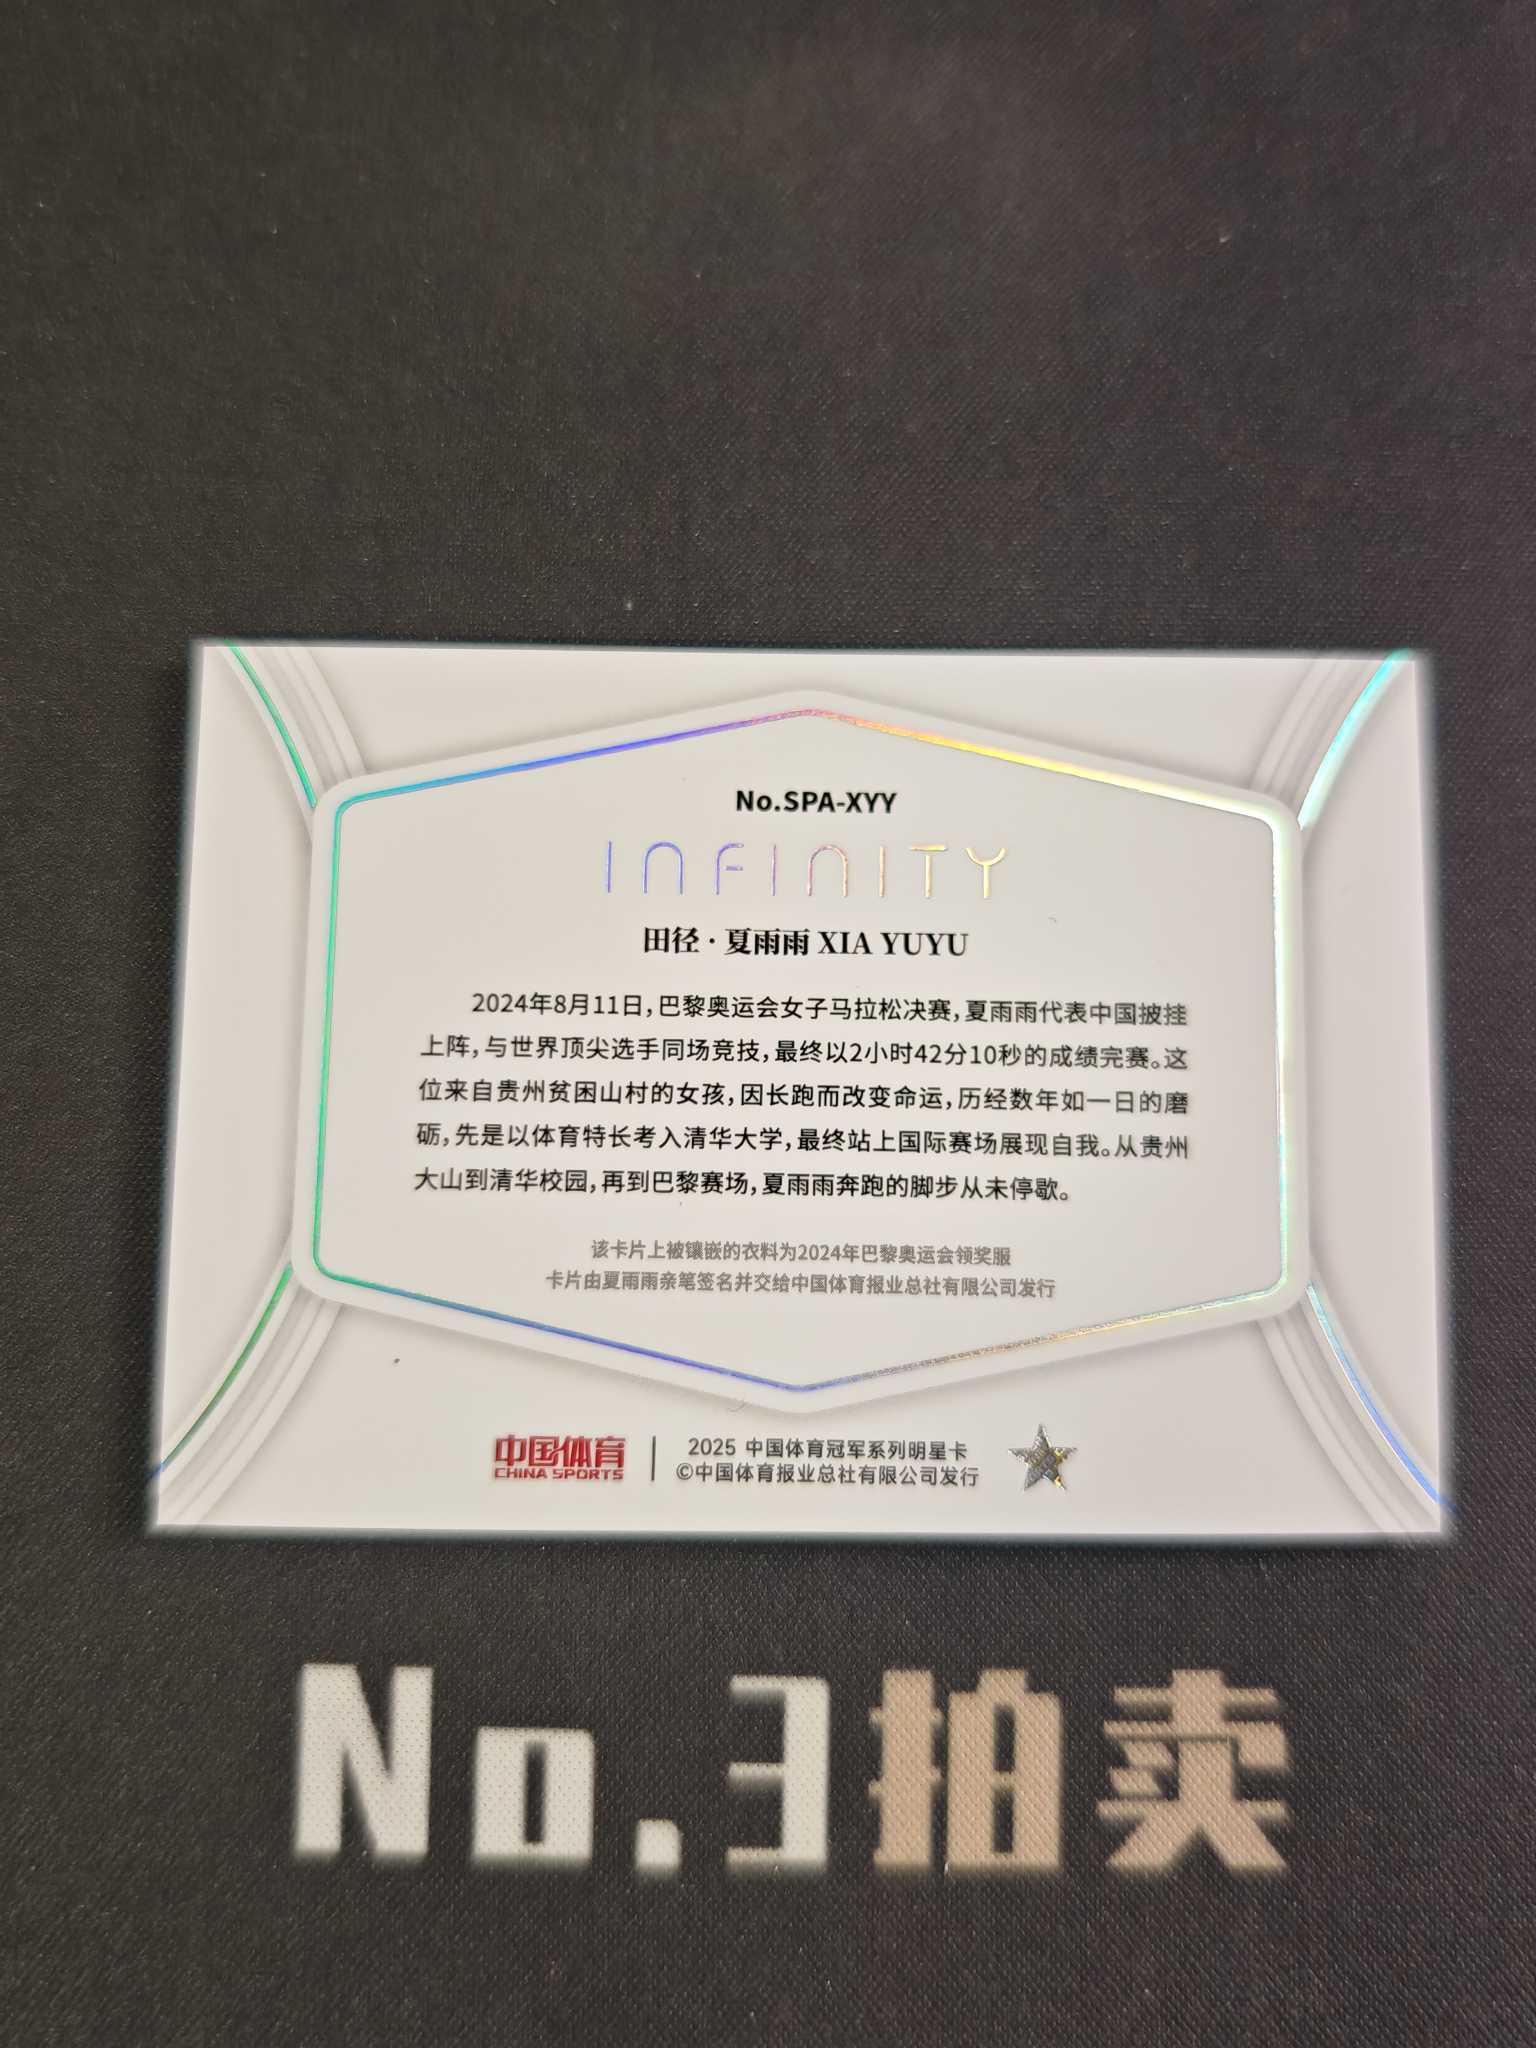 No.SPA-XYY
INFINITY
田径·夏雨雨 XIA YUYU
2024年8月11日，巴黎奥运会女子马拉松决赛，夏雨雨代表中国披挂
上阵，与世界顶尖选手同场竞技，最终以2小时42分10秒的成绩完赛。这
位来自贵州贫困山村的女孩，因长跑而改变命运，历经数年如一日的磨
砺，先是以体育特长考入清华大学，最终站上国际赛场展现自我。从贵州
大山到清华校园，再到巴黎赛场，夏雨雨奔跑的脚步从未停歇。
该卡片上被镶嵌的衣料为2024年巴黎奥运会领奖服
卡片由夏雨雨亲笔签名并交给中国体育报业总社有限公司发行
中国体育
CHINA SPORTS
2025 中国体育冠军系列明星卡
©中国体育报业总社有限公司发行
No.3拍卖